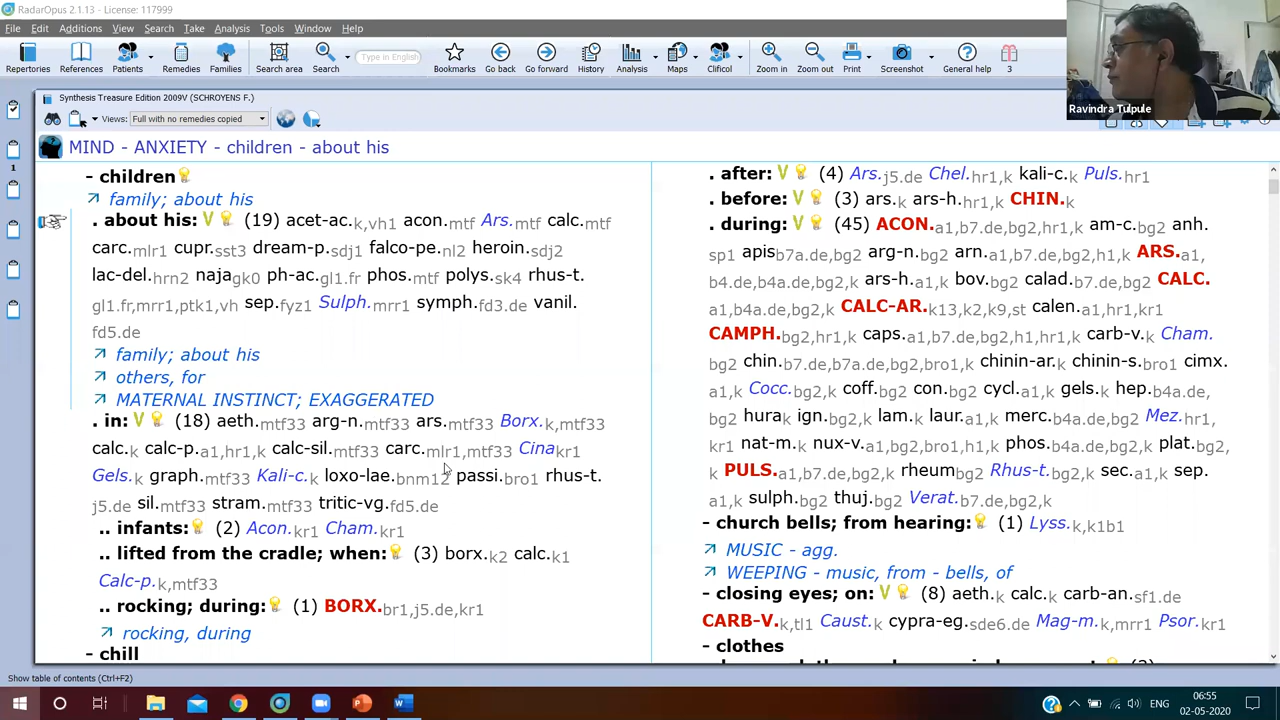 RadarOpus 2.1.13 - License: 117999
File Edit Additions View Search Take Analysis Tools Window Help
Repertories References Patients Remedies Families Search area Search Type in English Bookmarks Go back Go forward History Analysis Maps Clificol Zoom in Zoom out Print Screenshot General help 3
Ravindra Tulpule
Synthesis Treasure Edition 2009V (SCHROYENS F.)
Views: Full with no remedies copied
MIND - ANXIETY - children - about his
- children
family; about his
. about his: V (19) acet-ac.k,vh1 acon.mtf Ars.mtf calc.mtf
carc.mlr1 cupr.sst3 dream-p.sdj1 falco-pe.nl2 heroin.sdj2
lac-del.hrn2 najagk0 ph-ac.gl1.fr phos.mtf polys.sk4 rhus-t.
gl1.fr,mrr1,ptk1,vh sep.fyz1 Sulph.mrr1 symph.fd3.de vanil.
fd5.de
family; about his
others, for
MATERNAL INSTINCT; EXAGGERATED
. in: V (18) aeth.mtf33 arg-n.mtf33 ars.mtf33 Borx.k,mtf33
calc.k calc-p.a1,hr1,k calc-sil.mtf33 carc.mlr1,mtf33 Cinakr1
Gels.k graph.mtf33 Kali-c.k loxo-lae.bnm12 passi.bro1 rhus-t.
j5.de sil.mtf33 stram.mtf33 tritic-vg.fd5.de
.. infants: (2) Acon.kr1 Cham.kr1
.. lifted from the cradle; when: (3) borx.k2 calc.k1
Calc-p.k,mtf33
.. rocking; during: (1) BORX.br1,j5.de,kr1
rocking, during
- chill
. after: V (4) Ars.j5.de Chel.hr1,k kali-c.k Puls.hr1
. before: V (3) ars.k ars-h.hr1,k CHIN.k
. during: V (45) ACON.a1,b7.de,bg2,hr1,k am-c.bg2 anh.
sp1 apisb7a.de,bg2 arg-n.bg2 arn.a1,b7.de,bg2,h1,k ARS.a1,
b4.de,b4a.de,bg2,k ars-h.k bov.k calad.b7.de,bg2,k CALC.
a1,b4a.de,bg2,k CALC-AR.k13,k2,k9,st calen.a1,hr1,kr1
CAMPH.bg2,hr1,k caps.a1,b7.de,bg2,h1,hr1,k carb-v.k Cham.
bg2 chin.b7.de,b7a.de,bg2,bro1,k chinin-ar.k chinin-s.bro1 cimx.
a1,k Cocc.bg2,k coff.bg2 con.bg2 cycl.a1,k gels.k hep.b4a.de,
bg2 hurak ign.bg2 lam.k laur.a1,k merc.b4a.de,bg2 Mez.hr1,
kr1 nat-m.k nux-v.a1,b7.de,bg2,h1,k phos.b4a.de,bg2,k plat.
bg2 PULS.a1,b7.de,bg2,k rheumbg2 Rhus-t.bg2,k sec.a1,k sep.
a1,k sulph.bg2 thuj.bg2 Verat.b7.de,bg2,k
- church bells; from hearing: (1) Lyss.k,k1b1
MUSIC - agg.
WEEPING - music, from - bells, of
- closing eyes; on: V (8) aeth.k calc.k carb-an.sf1.de
CARB-V.k,tl1 Caust.k cypra-eg.sde6.de Mag-m.k,mrr1 Psor.kr1
- clothes
Show table of contents (Ctrl+F2)
ENG
06:55
02-05-2020